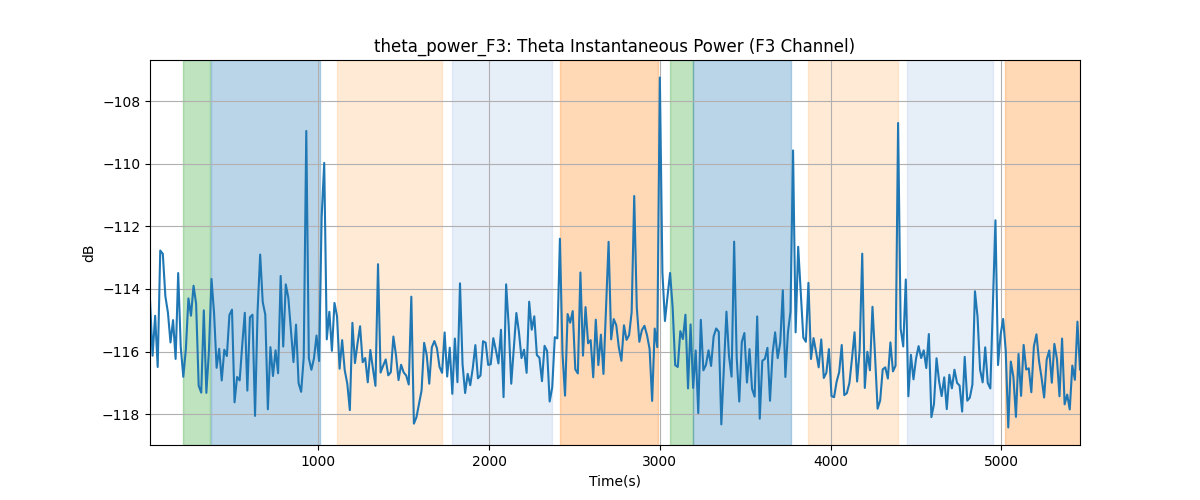 theta_power_F3: Theta Instantaneous Power (F3 Channel)
−108
−110
−112
−114
−116
−118
dB
1000 2000 3000 4000 5000
Time(s)